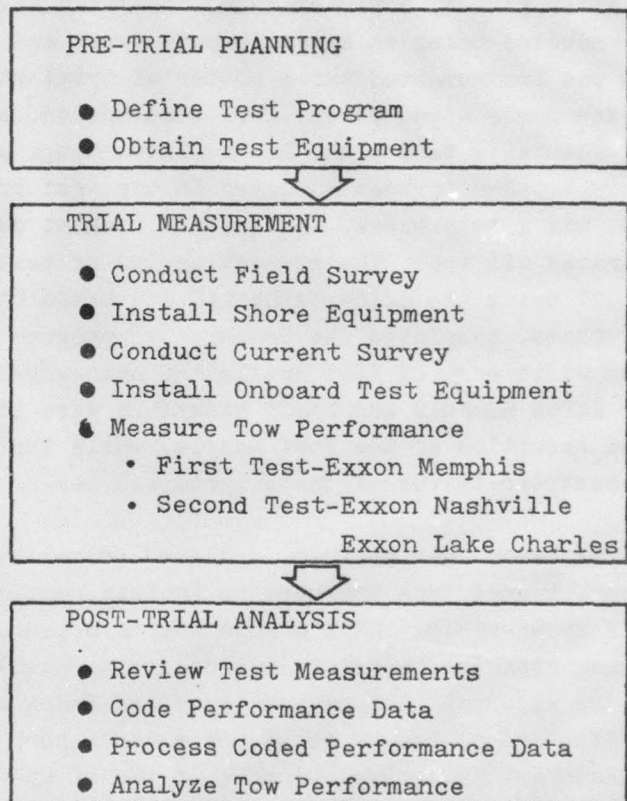 PRE-TRIAL PLANNING
● Define Test Program
● Obtain Test Equipment
TRIAL MEASUREMENT
● Conduct Field Survey
● Install Shore Equipment
● Conduct Current Survey
● Install Onboard Test Equipment
● Measure Tow Performance
• First Test-Exxon Memphis
• Second Test-Exxon Nashville
Exxon Lake Charles
POST-TRIAL ANALYSIS
● Review Test Measurements
● Code Performance Data
● Process Coded Performance Data
● Analyze Tow Performance